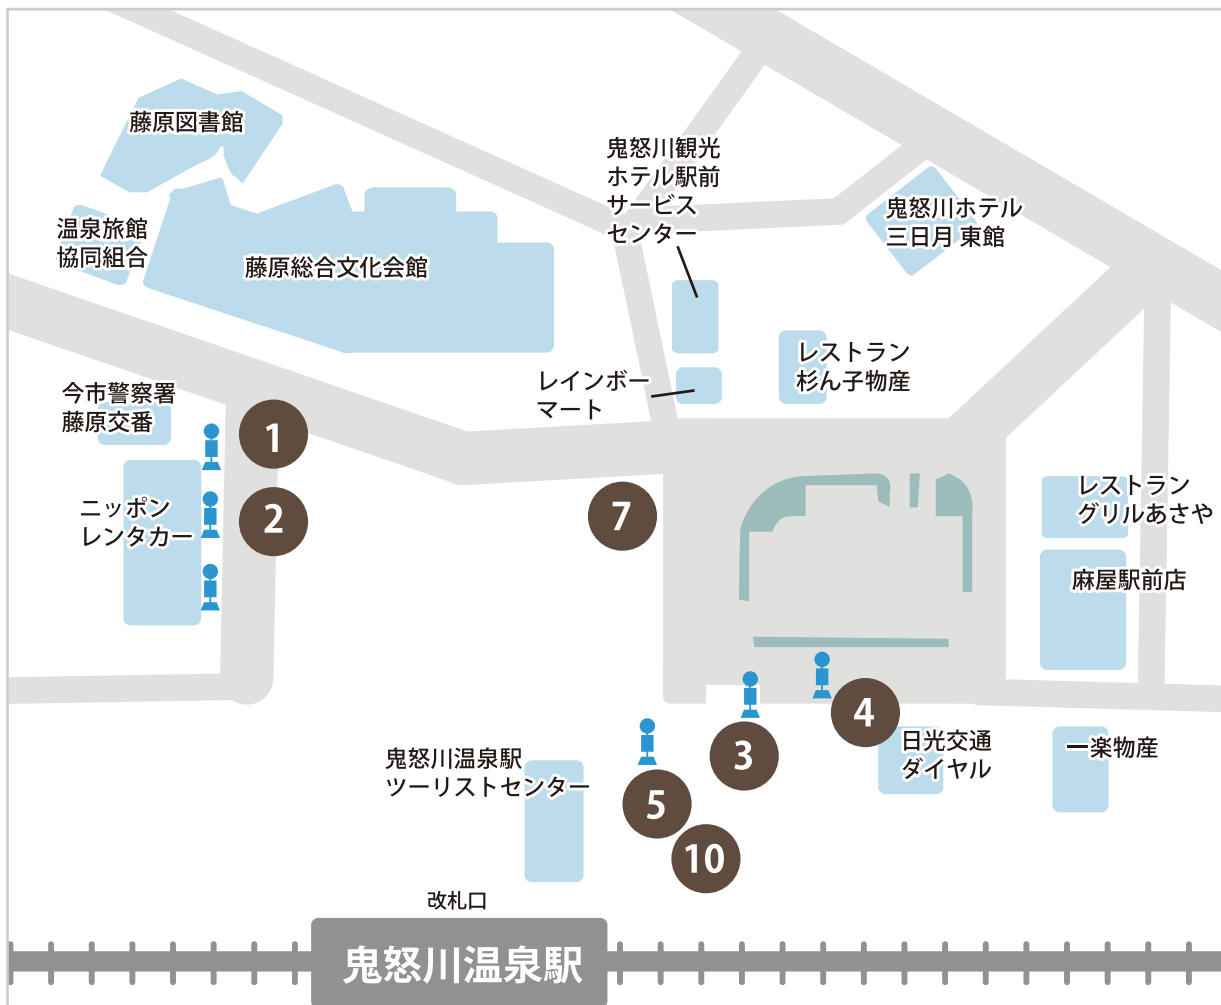 藤原図書館
鬼怒川観光
ホテル駅前
サービス
センター
鬼怒川ホテル
三日月 東館
温泉旅館
協同組合
藤原総合文化会館
レストラン
杉ん子物産
レインボー
マート
今市警察署
藤原交番
1
2
7
ニッポン
レンタカー
レストラン
グリルあさや
麻屋駅前店
4
3
日光交通
ダイヤル
一楽物産
鬼怒川温泉駅
ツーリストセンター
5
10
改札口
鬼怒川温泉駅